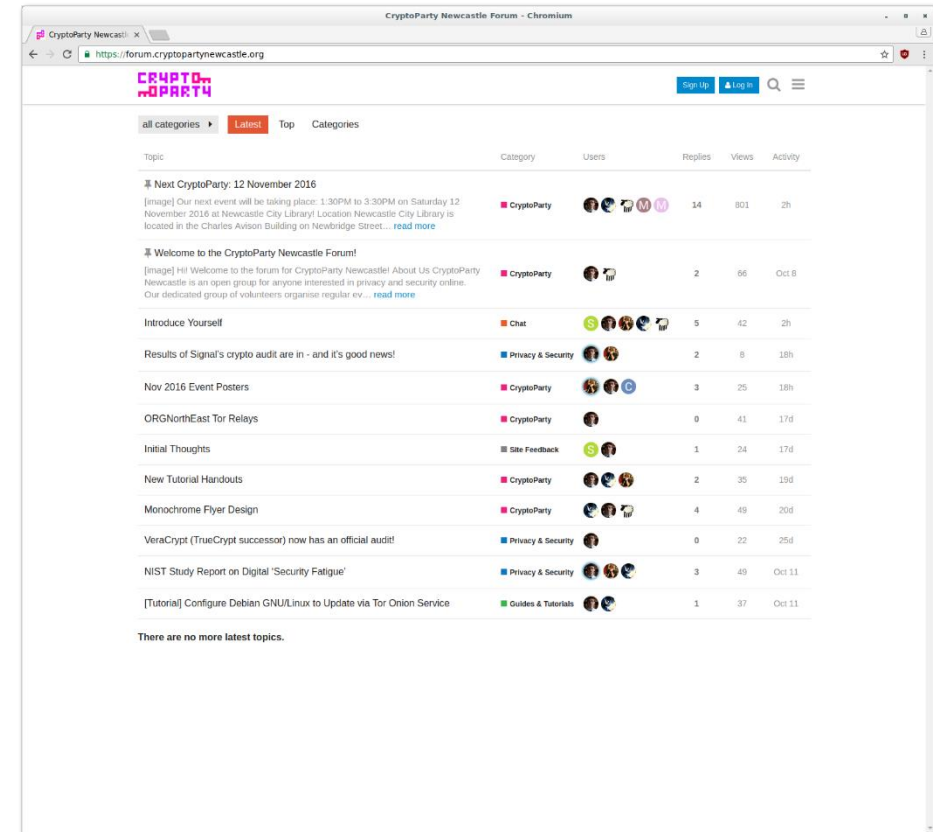 CryptoParty Newcastle Forum - Chromium
CryptoParty Newcastl
https://forum.cryptopartynewcastle.org
CRYPTO
PARTY
Sign Up Log In
all categories Latest Top Categories
Topic Category Users Replies Views Activity
Next CryptoParty: 12 November 2016
[image] Our next event will be taking place: 1:30PM to 3:30PM on Saturday 12
November 2016 at Newcastle City Library! Location Newcastle City Library is
located in the Charles Avison Building on Newbridge Street… read more
CryptoParty M M 14 801 2h
Welcome to the CryptoParty Newcastle Forum!
[image] Hi! Welcome to the forum for CryptoParty Newcastle! About Us CryptoParty
Newcastle is an open group for anyone interested in privacy and security online.
Our dedicated group of volunteers organise regular ev… read more
CryptoParty 2 66 Oct 8
Introduce Yourself Chat S 5 42 2h
Results of Signal's crypto audit are in - and it's good news! Privacy & Security 2 8 18h
Nov 2016 Event Posters CryptoParty C 3 25 18h
ORGNorthEast Tor Relays CryptoParty 0 41 17d
Initial Thoughts Site Feedback S 1 24 17d
New Tutorial Handouts CryptoParty 2 35 19d
Monochrome Flyer Design CryptoParty 4 49 20d
VeraCrypt (TrueCrypt successor) now has an official audit! Privacy & Security 0 22 25d
NIST Study Report on Digital 'Security Fatigue' Privacy & Security 3 49 Oct 11
[Tutorial] Configure Debian GNU/Linux to Update via Tor Onion Service Guides & Tutorials 1 37 Oct 11
There are no more latest topics.